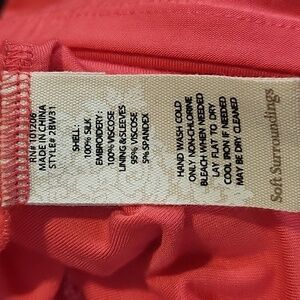 RN# 101206
MADE IN CHINA
STYLE# 2BW31
SHELL:
100% SILK
EMBROIDERY:
100% VISCOSE
LINING & SLEEVES
95% VISCOSE
5% SPANDEX
HAND WASH COLD
ONLY NON-CHLORINE
BLEACH WHEN NEEDED
LAY FLAT TO DRY
COOL IRON IF NEEDED
MAY BE DRY CLEANED
Soft Surroundings